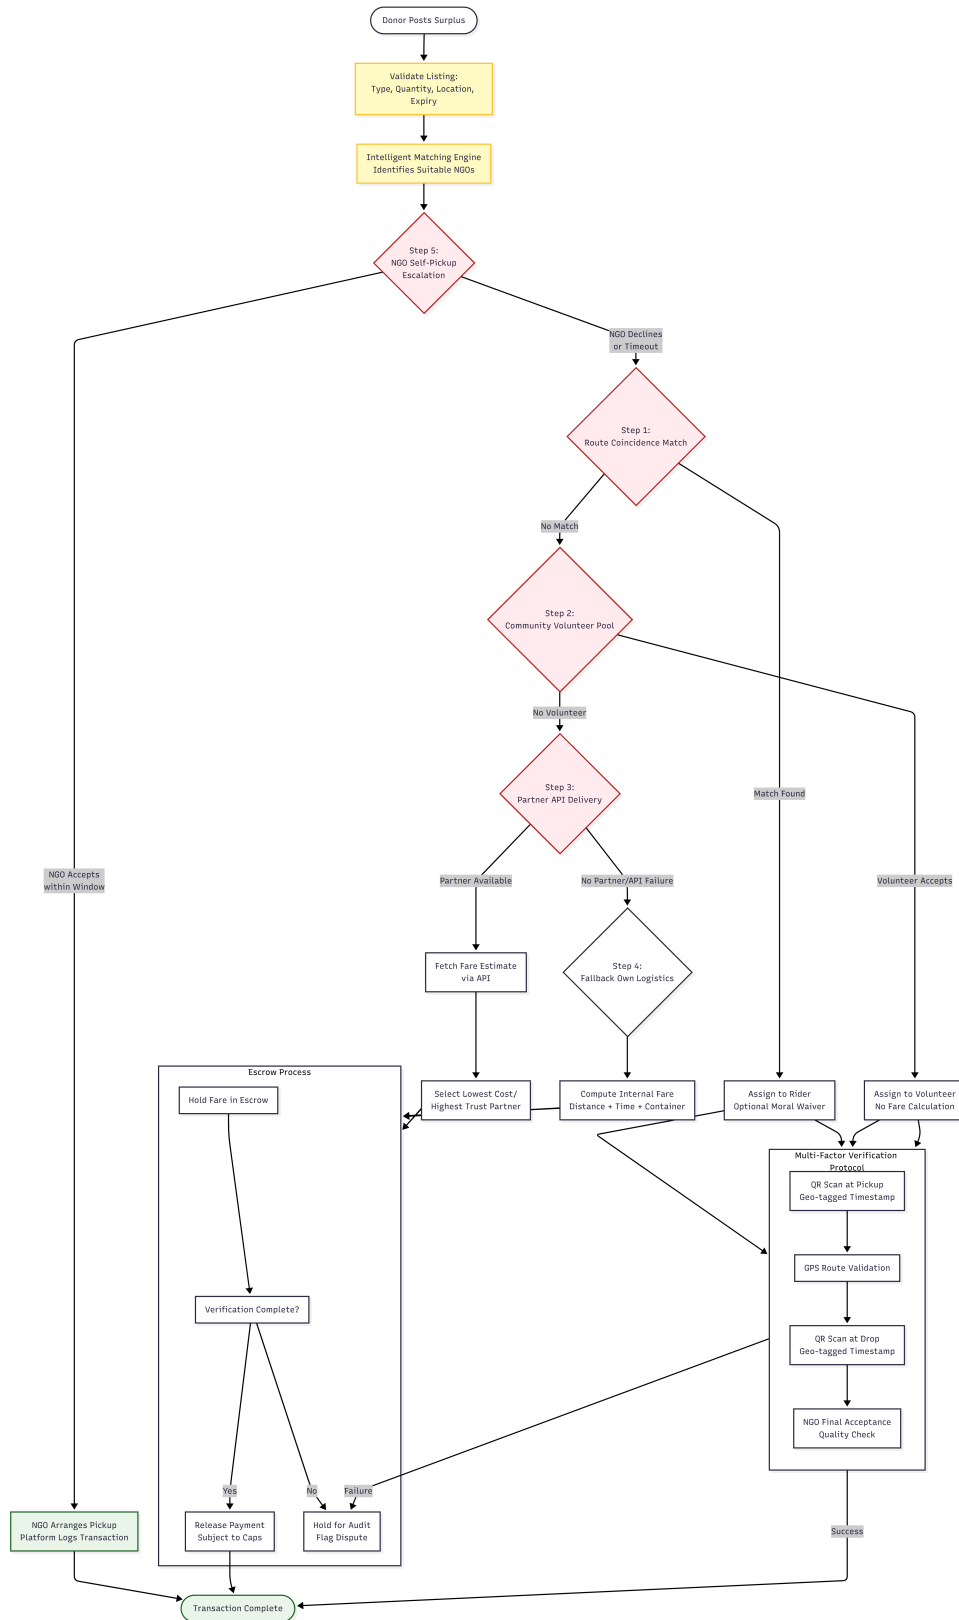 Donor Posts Surplus
Validate Listing:
Type, Quantity, Location,
Expiry
Intelligent Matching Engine
Identifies Suitable NGOs
Step 5:
NGO Self-Pickup
Escalation
NGO Declines
or Timeout
Step 1:
Route Coincidence Match
No Match
Step 2:
Community Volunteer Pool
No Volunteer
Step 3:
Partner API Delivery
Match Found
NGO Accepts
within Window
Partner Available
No Partner/API Failure
Volunteer Accepts
Fetch Fare Estimate
via API
Step 4:
Fallback Own Logistics
Escrow Process
Hold Fare in Escrow
Select Lowest Cost/
Highest Trust Partner
Compute Internal Fare
Distance + Time + Container
Assign to Rider
Optional Moral Waiver
Assign to Volunteer
No Fare Calculation
Multi-Factor Verification
Protocol
QR Scan at Pickup
Geo-tagged Timestamp
GPS Route Validation
Verification Complete?
QR Scan at Drop
Geo-tagged Timestamp
NGO Final Acceptance
Quality Check
Yes
No
Failure
NGO Arranges Pickup
Platform Logs Transaction
Release Payment
Subject to Caps
Hold for Audit
Flag Dispute
Success
Transaction Complete